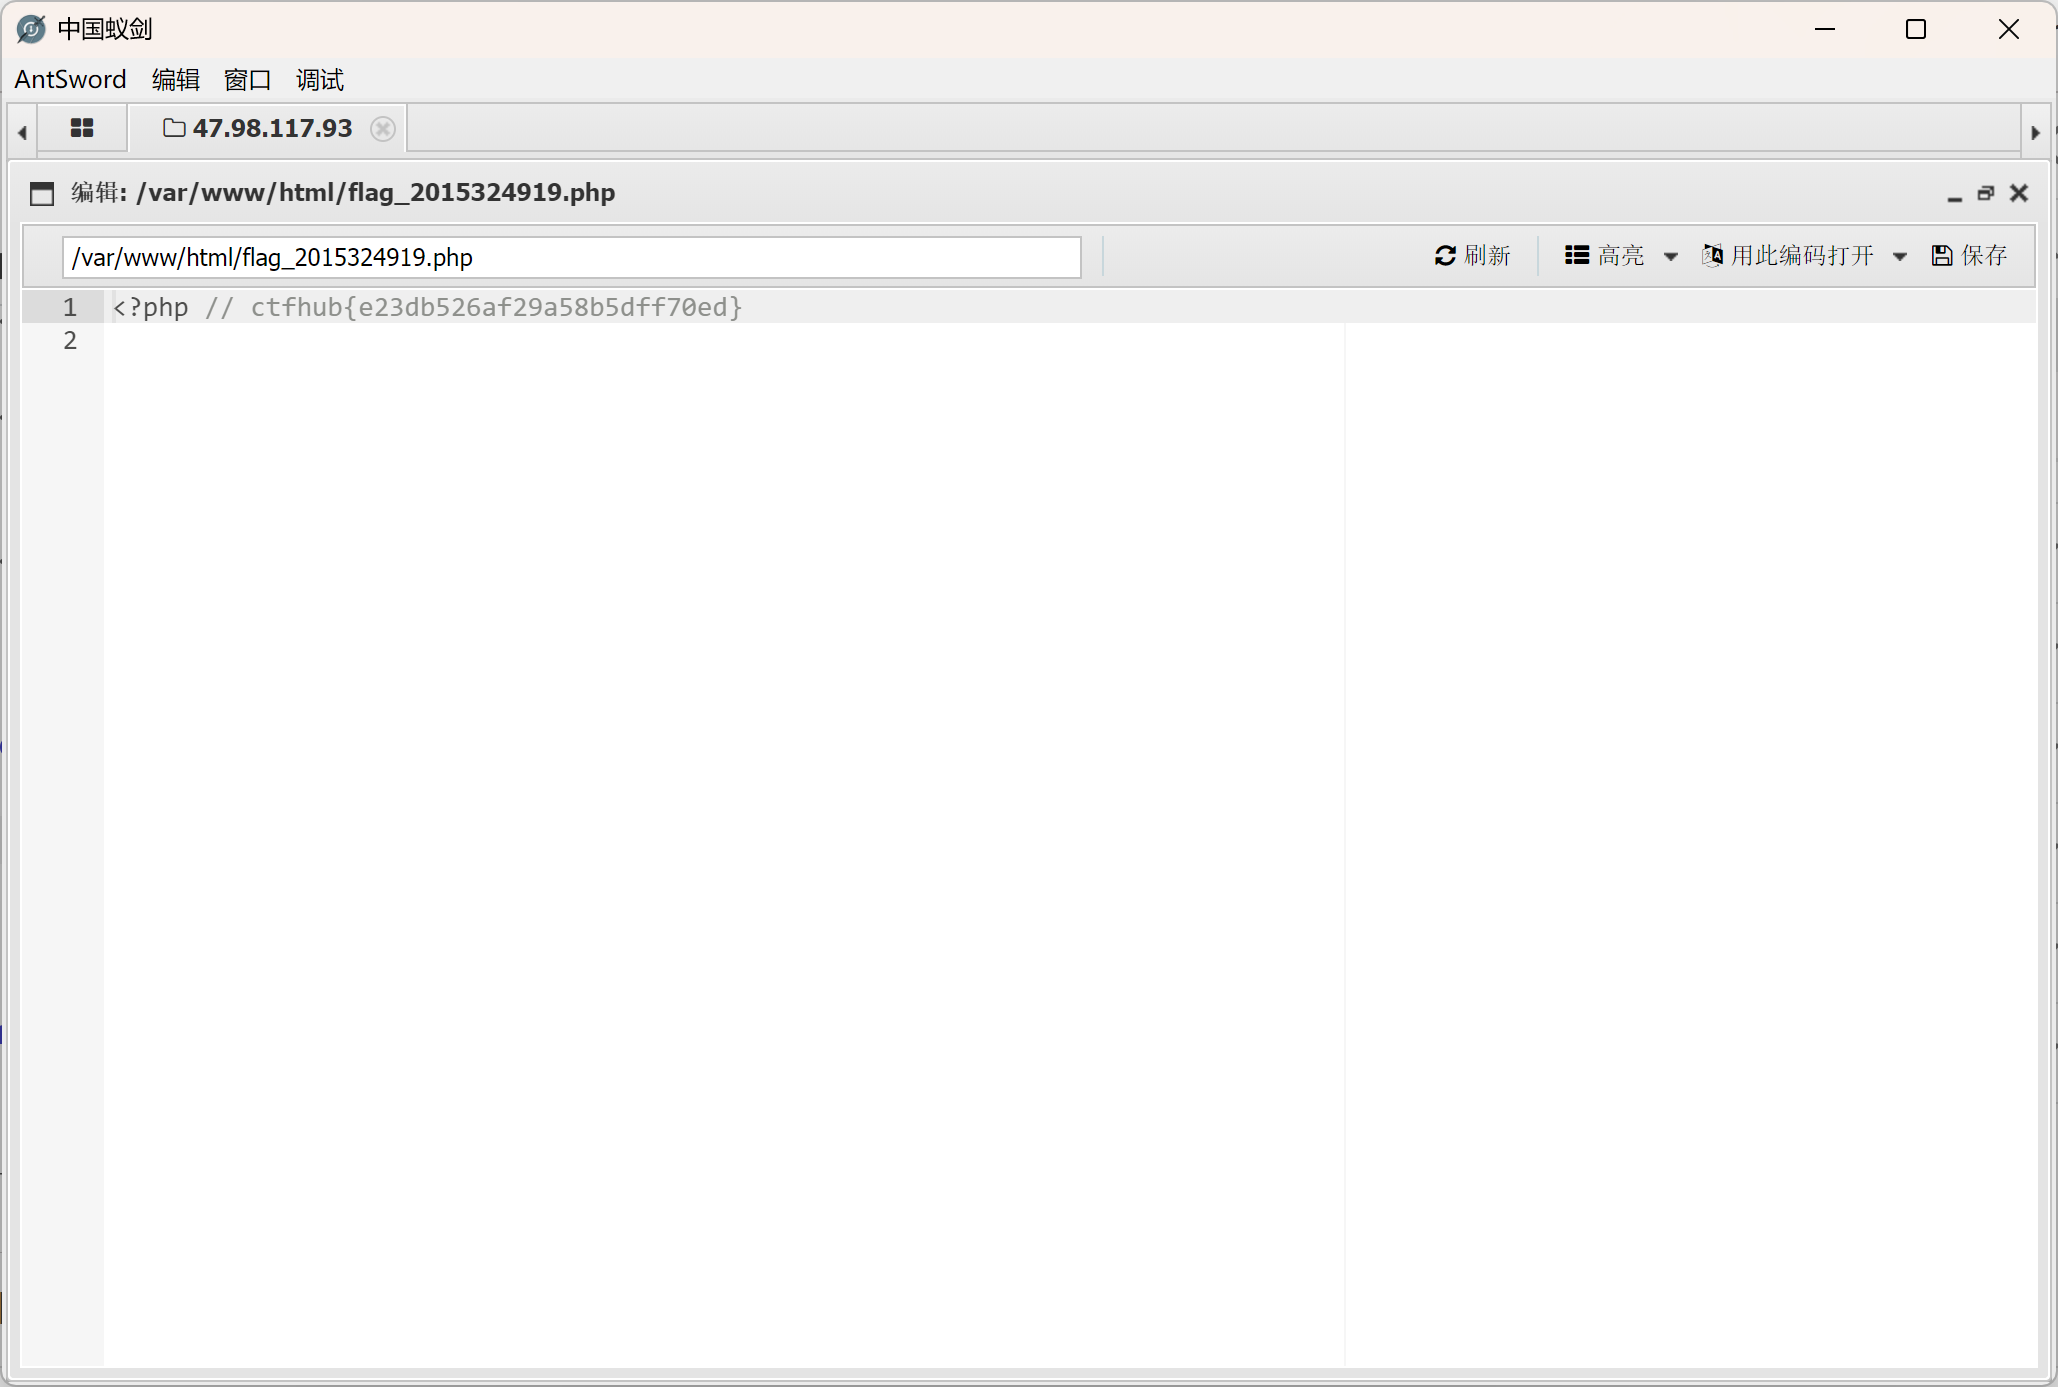 中国蚁剑
AntSword 编辑 窗口 调试
47.98.117.93
编辑: /var/www/html/flag_2015324919.php
/var/www/html/flag_2015324919.php 刷新 高亮 用此编码打开 保存
1 <?php // ctfhub{e23db526af29a58b5dff70ed}
2